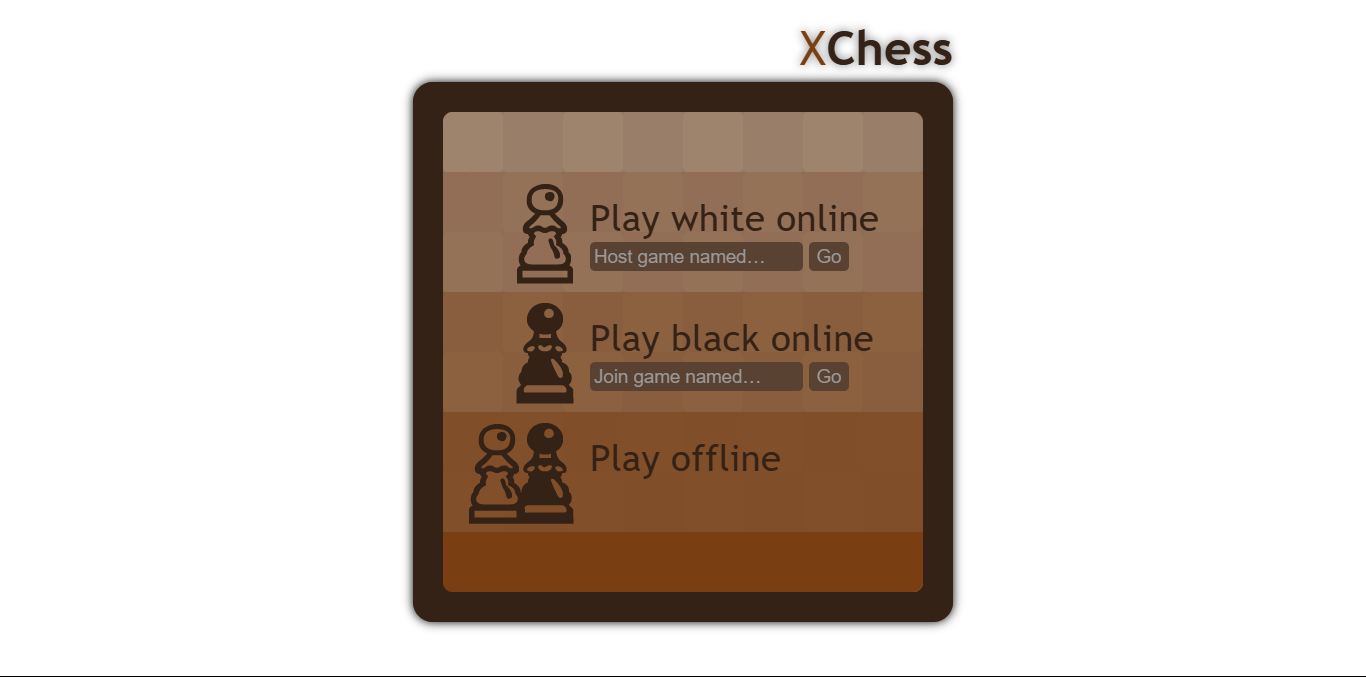 XChess
Play white online
Host game named...
Go
Play black online
Join game named...
Go
Play offline